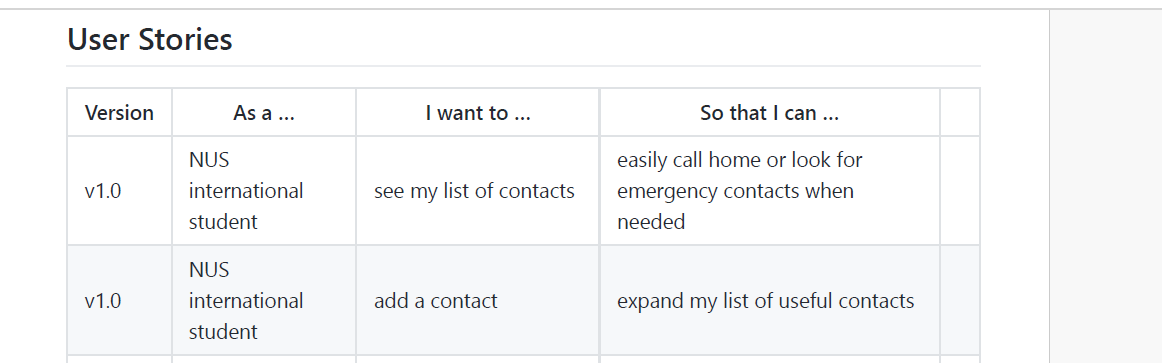 User Stories
Version As a ... I want to ... So that I can ...
v1.0 NUS international student see my list of contacts easily call home or look for emergency contacts when needed
v1.0 NUS international student add a contact expand my list of useful contacts